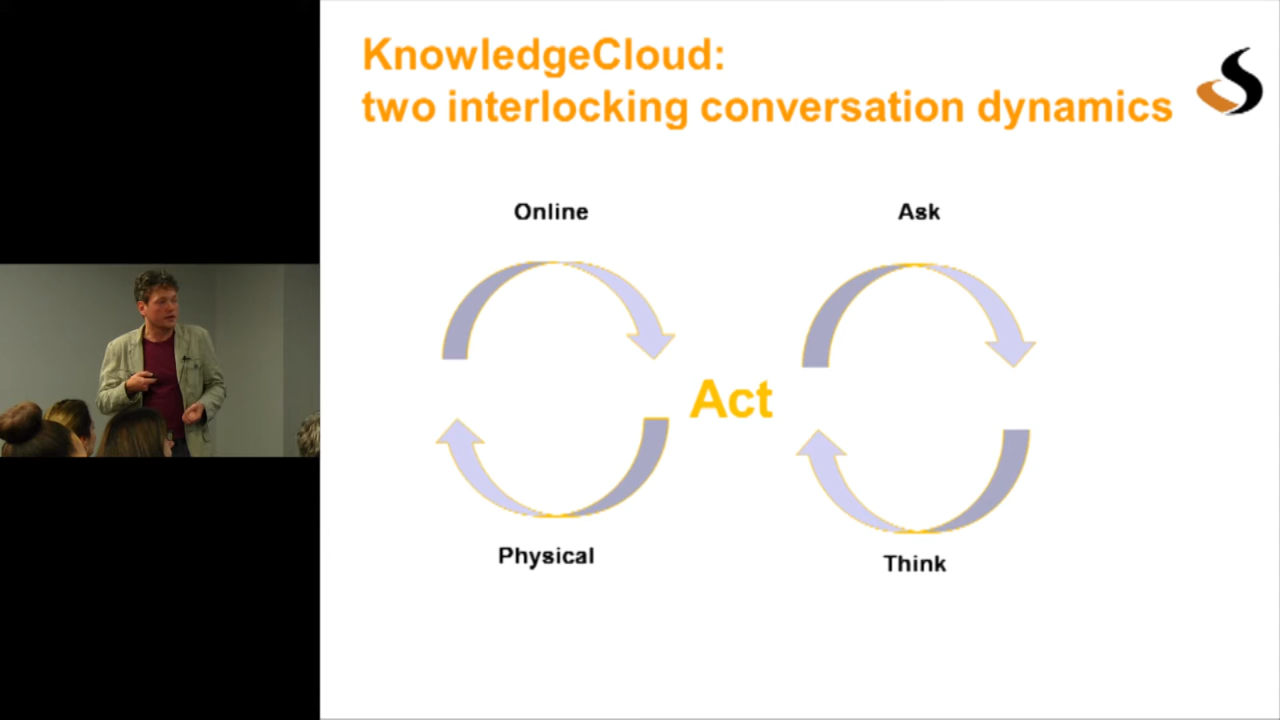 KnowledgeCloud:
two interlocking conversation dynamics
Online
Ask
Act
Physical
Think